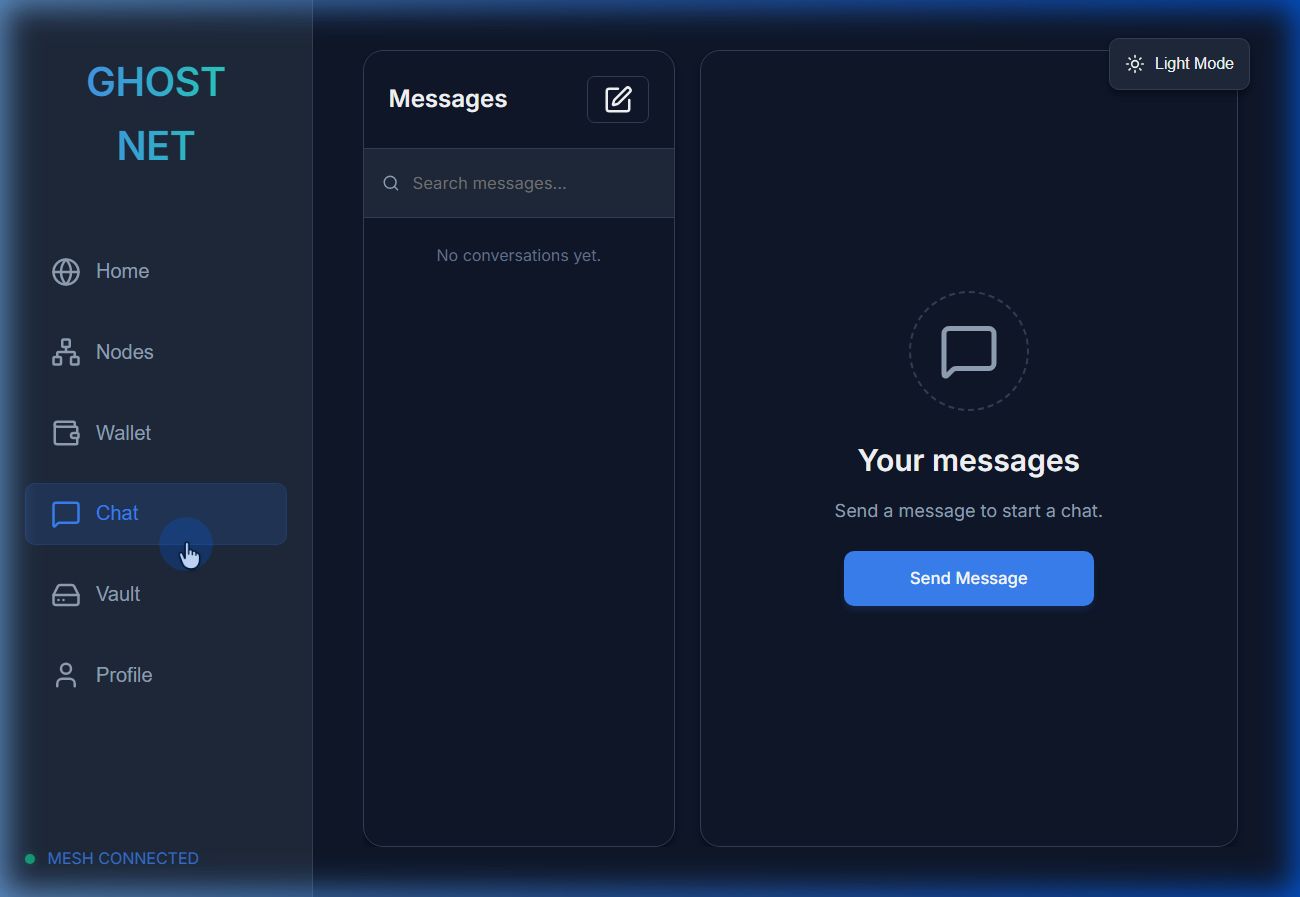 GHOST
NET
Home
Nodes
Wallet
Chat
Vault
Profile
MESH CONNECTED
Messages
Search messages...
No conversations yet.
Light Mode
Your messages
Send a message to start a chat.
Send Message